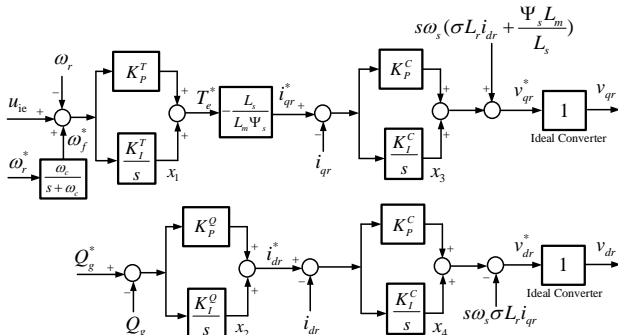 sω_s(σL_r i_dr + Ψ_s L_m / L_s)
ω_r
K_P^T
K_P^C
u_ie
T_e^*
-L_s / (L_m Ψ_s)
i_qr^*
v_qr^*
1
v_qr
Ideal Converter
ω_f^*
ω_r^*
ω_c / (s + ω_c)
K_I^T / s
x_1
i_qr
K_I^C / s
x_3
K_P^Q
K_P^C
Q_g^*
i_dr^*
v_dr^*
1
v_dr
Ideal Converter
Q_g
K_I^Q / s
x_2
i_dr
K_I^C / s
x_4
sω_s σL_r i_qr